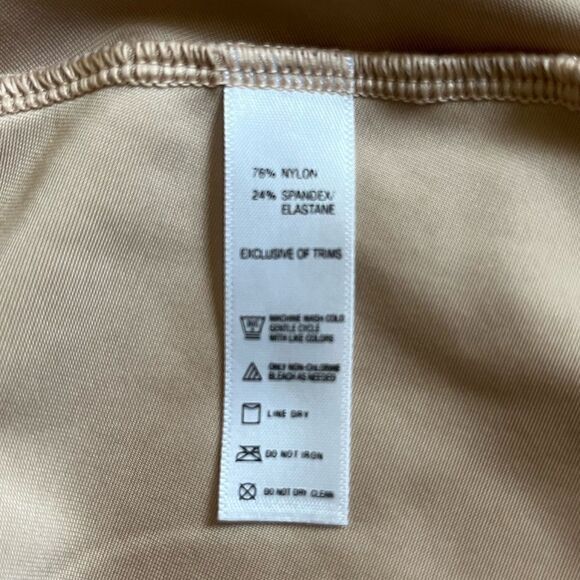 76% NYLON
24% SPANDEX/
ELASTANE
EXCLUSIVE OF TRIMS
MACHINE WASH COLD
GENTLE CYCLE
WITH LIKE COLORS
ONLY NON-CHLORINE
BLEACH AS NEEDED
LINE DRY
DO NOT IRON
DO NOT DRY CLEAN